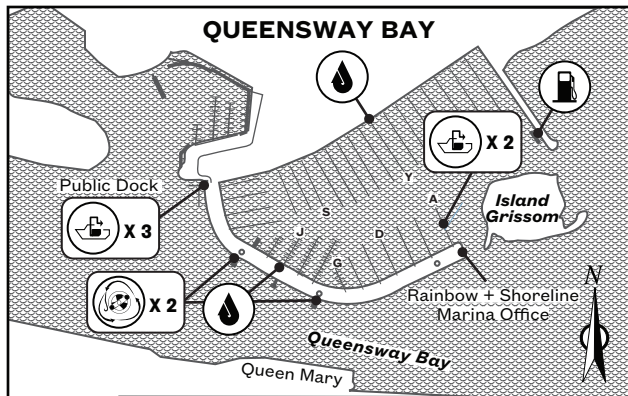 QUEENSWAY BAY
X 2
Y
Public Dock
Island
Grissom
A
S
X 3
J
D
G
X 2
Rainbow + Shoreline
Marina Office
N
Queensway Bay
Queen Mary